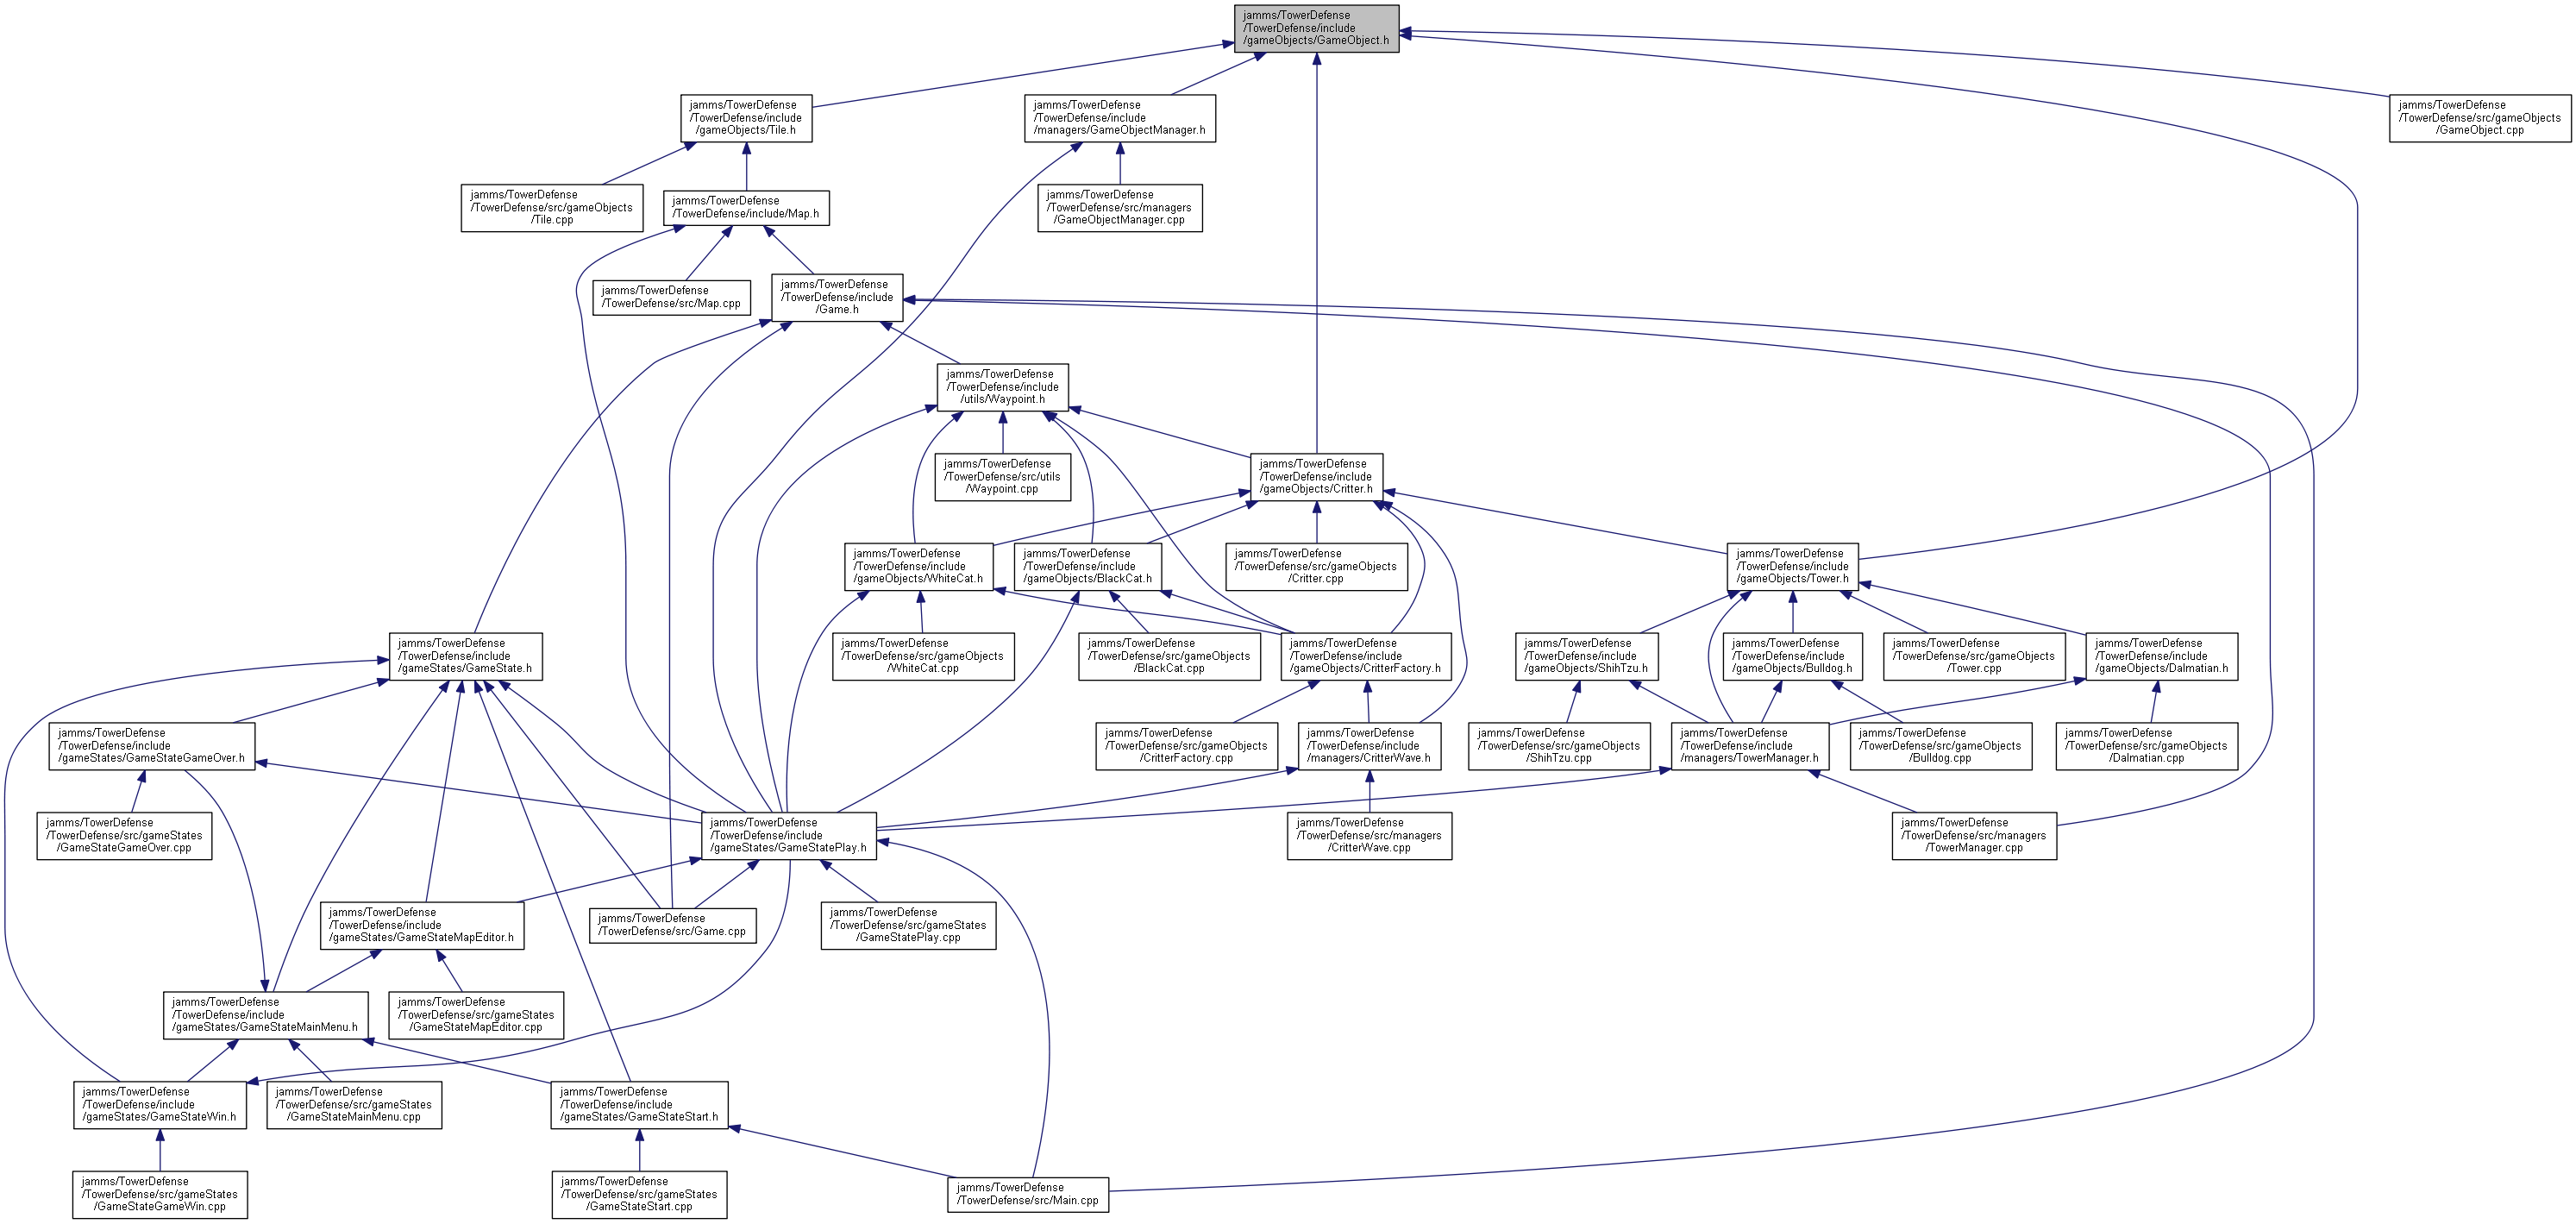 jamms/TowerDefense
/TowerDefense/include
/gameObjects/GameObject.h
jamms/TowerDefense
/TowerDefense/include
/gameObjects/Tile.h
jamms/TowerDefense
/TowerDefense/include
/managers/GameObjectManager.h
jamms/TowerDefense
/TowerDefense/src/gameObjects
/GameObject.cpp
jamms/TowerDefense
/TowerDefense/src/gameObjects
/Tile.cpp
jamms/TowerDefense
/TowerDefense/include/Map.h
jamms/TowerDefense
/TowerDefense/src/managers
/GameObjectManager.cpp
jamms/TowerDefense
/TowerDefense/src/Map.cpp
jamms/TowerDefense
/TowerDefense/include
/Game.h
jamms/TowerDefense
/TowerDefense/include
/utils/Waypoint.h
jamms/TowerDefense
/TowerDefense/src/utils
/Waypoint.cpp
jamms/TowerDefense
/TowerDefense/include
/gameObjects/Critter.h
jamms/TowerDefense
/TowerDefense/include
/gameObjects/WhiteCat.h
jamms/TowerDefense
/TowerDefense/include
/gameObjects/BlackCat.h
jamms/TowerDefense
/TowerDefense/src/gameObjects
/Critter.cpp
jamms/TowerDefense
/TowerDefense/include
/gameObjects/Tower.h
jamms/TowerDefense
/TowerDefense/include
/gameStates/GameState.h
jamms/TowerDefense
/TowerDefense/src/gameObjects
/WhiteCat.cpp
jamms/TowerDefense
/TowerDefense/src/gameObjects
/BlackCat.cpp
jamms/TowerDefense
/TowerDefense/include
/gameObjects/CritterFactory.h
jamms/TowerDefense
/TowerDefense/include
/gameObjects/ShihTzu.h
jamms/TowerDefense
/TowerDefense/include
/gameObjects/Bulldog.h
jamms/TowerDefense
/TowerDefense/src/gameObjects
/Tower.cpp
jamms/TowerDefense
/TowerDefense/include
/gameObjects/Dalmatian.h
jamms/TowerDefense
/TowerDefense/include
/gameStates/GameStateGameOver.h
jamms/TowerDefense
/TowerDefense/src/gameObjects
/CritterFactory.cpp
jamms/TowerDefense
/TowerDefense/include
/managers/CritterWave.h
jamms/TowerDefense
/TowerDefense/src/gameObjects
/ShihTzu.cpp
jamms/TowerDefense
/TowerDefense/include
/managers/TowerManager.h
jamms/TowerDefense
/TowerDefense/src/gameObjects
/Bulldog.cpp
jamms/TowerDefense
/TowerDefense/src/gameObjects
/Dalmatian.cpp
jamms/TowerDefense
/TowerDefense/src/gameStates
/GameStateGameOver.cpp
jamms/TowerDefense
/TowerDefense/include
/gameStates/GameStatePlay.h
jamms/TowerDefense
/TowerDefense/src/managers
/CritterWave.cpp
jamms/TowerDefense
/TowerDefense/src/managers
/TowerManager.cpp
jamms/TowerDefense
/TowerDefense/include
/gameStates/GameStateMapEditor.h
jamms/TowerDefense
/TowerDefense/src/Game.cpp
jamms/TowerDefense
/TowerDefense/src/gameStates
/GameStatePlay.cpp
jamms/TowerDefense
/TowerDefense/include
/gameStates/GameStateMainMenu.h
jamms/TowerDefense
/TowerDefense/src/gameStates
/GameStateMapEditor.cpp
jamms/TowerDefense
/TowerDefense/include
/gameStates/GameStateWin.h
jamms/TowerDefense
/TowerDefense/src/gameStates
/GameStateMainMenu.cpp
jamms/TowerDefense
/TowerDefense/include
/gameStates/GameStateStart.h
jamms/TowerDefense
/TowerDefense/src/gameStates
/GameStateGameWin.cpp
jamms/TowerDefense
/TowerDefense/src/gameStates
/GameStateStart.cpp
jamms/TowerDefense
/TowerDefense/src/Main.cpp